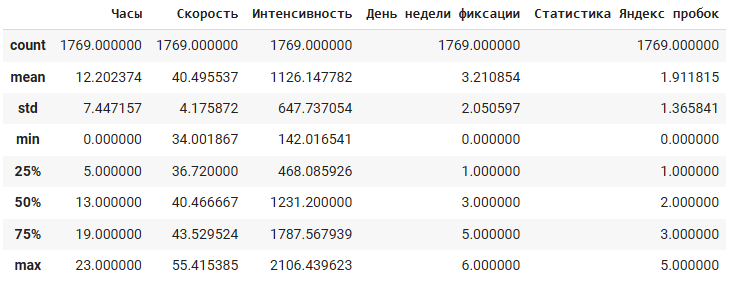 Часы Скорость Интенсивность День недели фиксации Статистика Яндекс пробок
count 1769.000000 1769.000000 1769.000000 1769.000000 1769.000000
mean 12.202374 40.495537 1126.147782 3.210854 1.911815
std 7.447157 4.175872 647.737054 2.050597 1.365841
min 0.000000 34.001867 142.016541 0.000000 0.000000
25% 5.000000 36.720000 468.085926 1.000000 1.000000
50% 13.000000 40.466667 1231.200000 3.000000 2.000000
75% 19.000000 43.529524 1787.567939 5.000000 3.000000
max 23.000000 55.415385 2106.439623 6.000000 5.000000